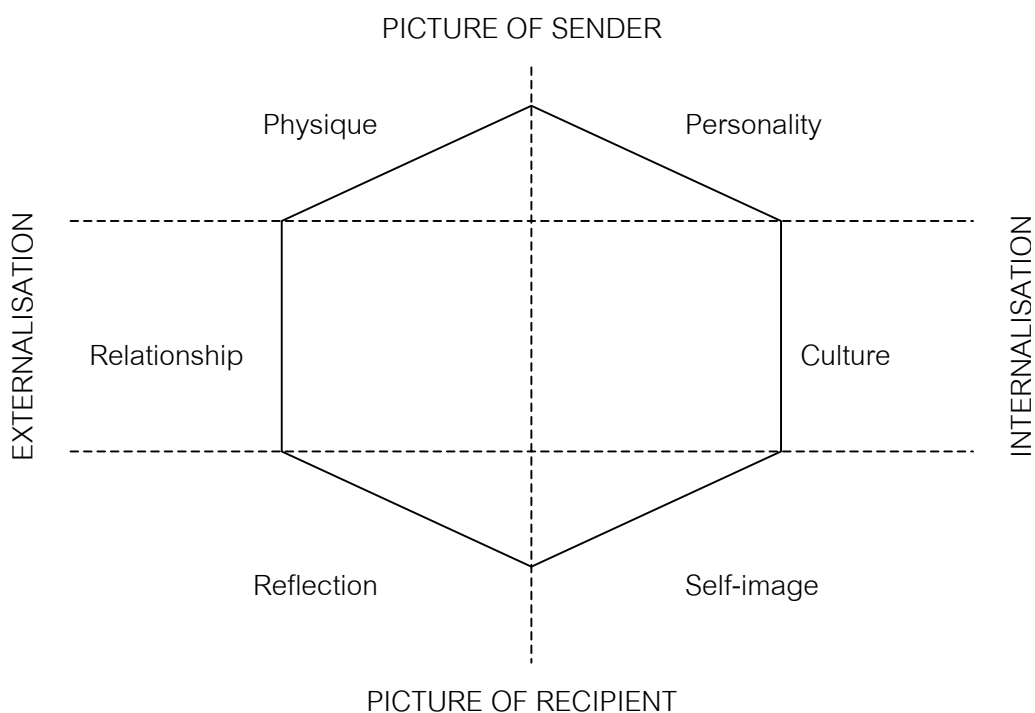 PICTURE OF SENDER
Physique
Personality
EXTERNALISATION
INTERNALISATION
Relationship
Culture
Reflection
Self-image
PICTURE OF RECIPIENT